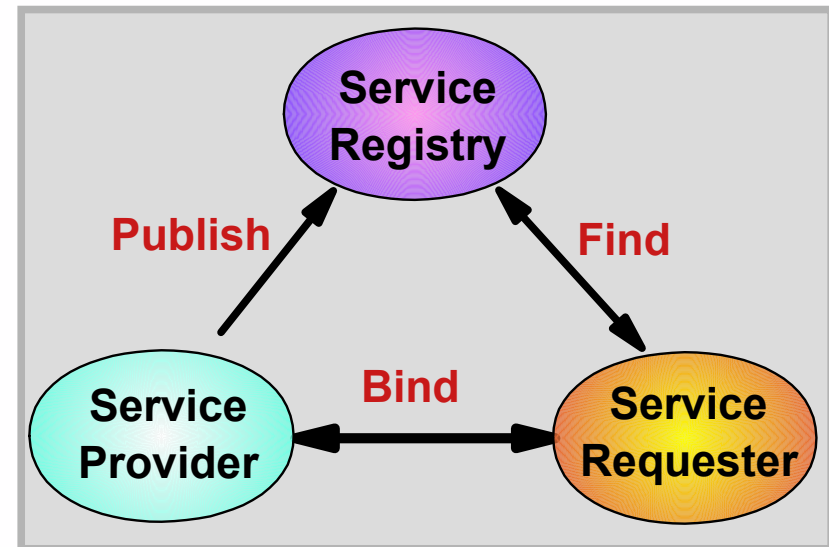 Service
Registry
Publish
Find
Bind
Service
Provider
Service
Requester